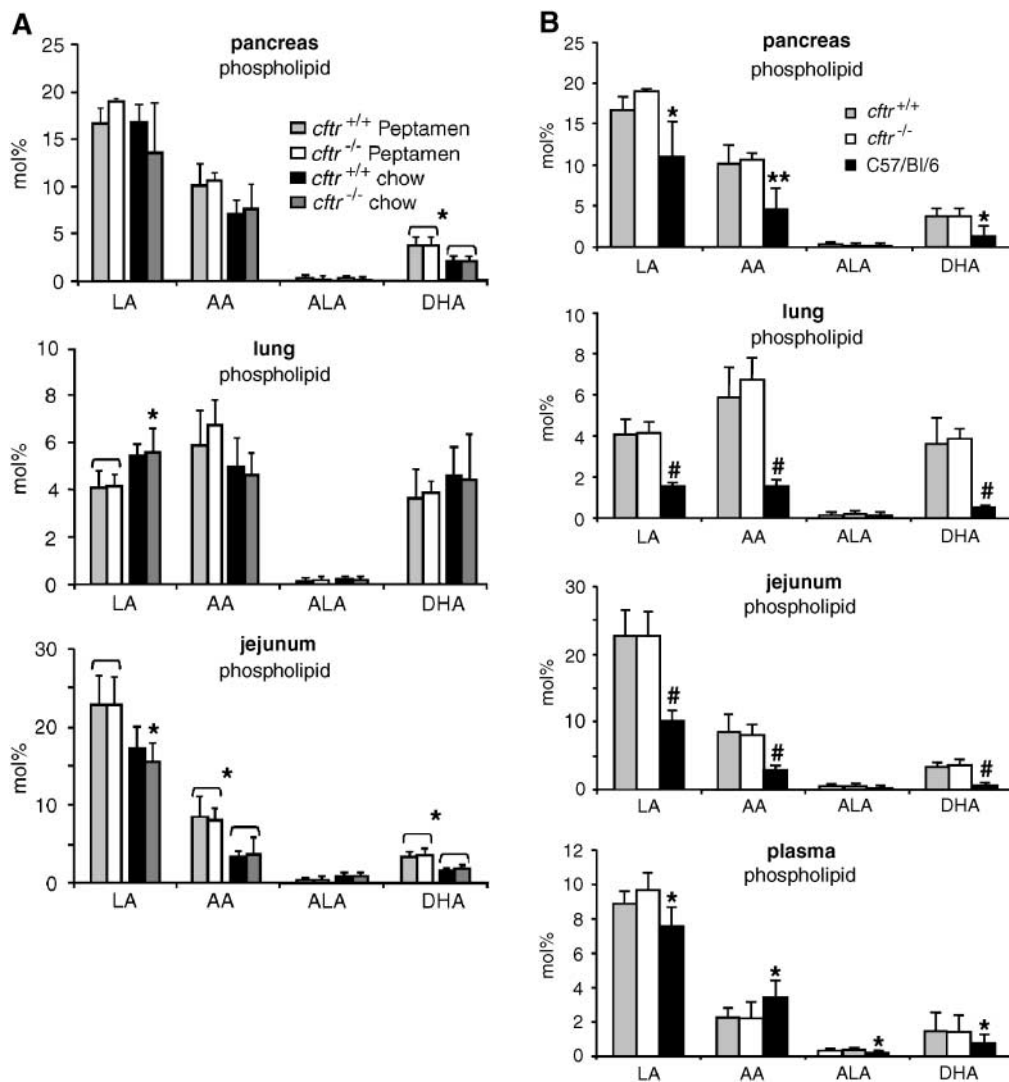 A
pancreas
phospholipid
25
20
15
10
5
0
mol%
cftr +/+ Peptamen
cftr -/- Peptamen
cftr +/+ chow
cftr -/- chow
*
LA AA ALA DHA
lung
phospholipid
10
8
6
4
2
0
mol%
*
LA AA ALA DHA
jejunum
phospholipid
30
20
10
0
mol%
*
*
*
LA AA ALA DHA
B
pancreas
phospholipid
25
20
15
10
5
0
mol%
cftr +/+
cftr -/-
C57/Bl/6
*
**
*
LA AA ALA DHA
lung
phospholipid
10
8
6
4
2
0
mol%
#
#
#
LA AA ALA DHA
jejunum
phospholipid
30
20
10
0
mol%
#
#
#
LA AA ALA DHA
plasma
phospholipid
12
10
8
6
4
2
0
mol%
*
*
*
*
LA AA ALA DHA